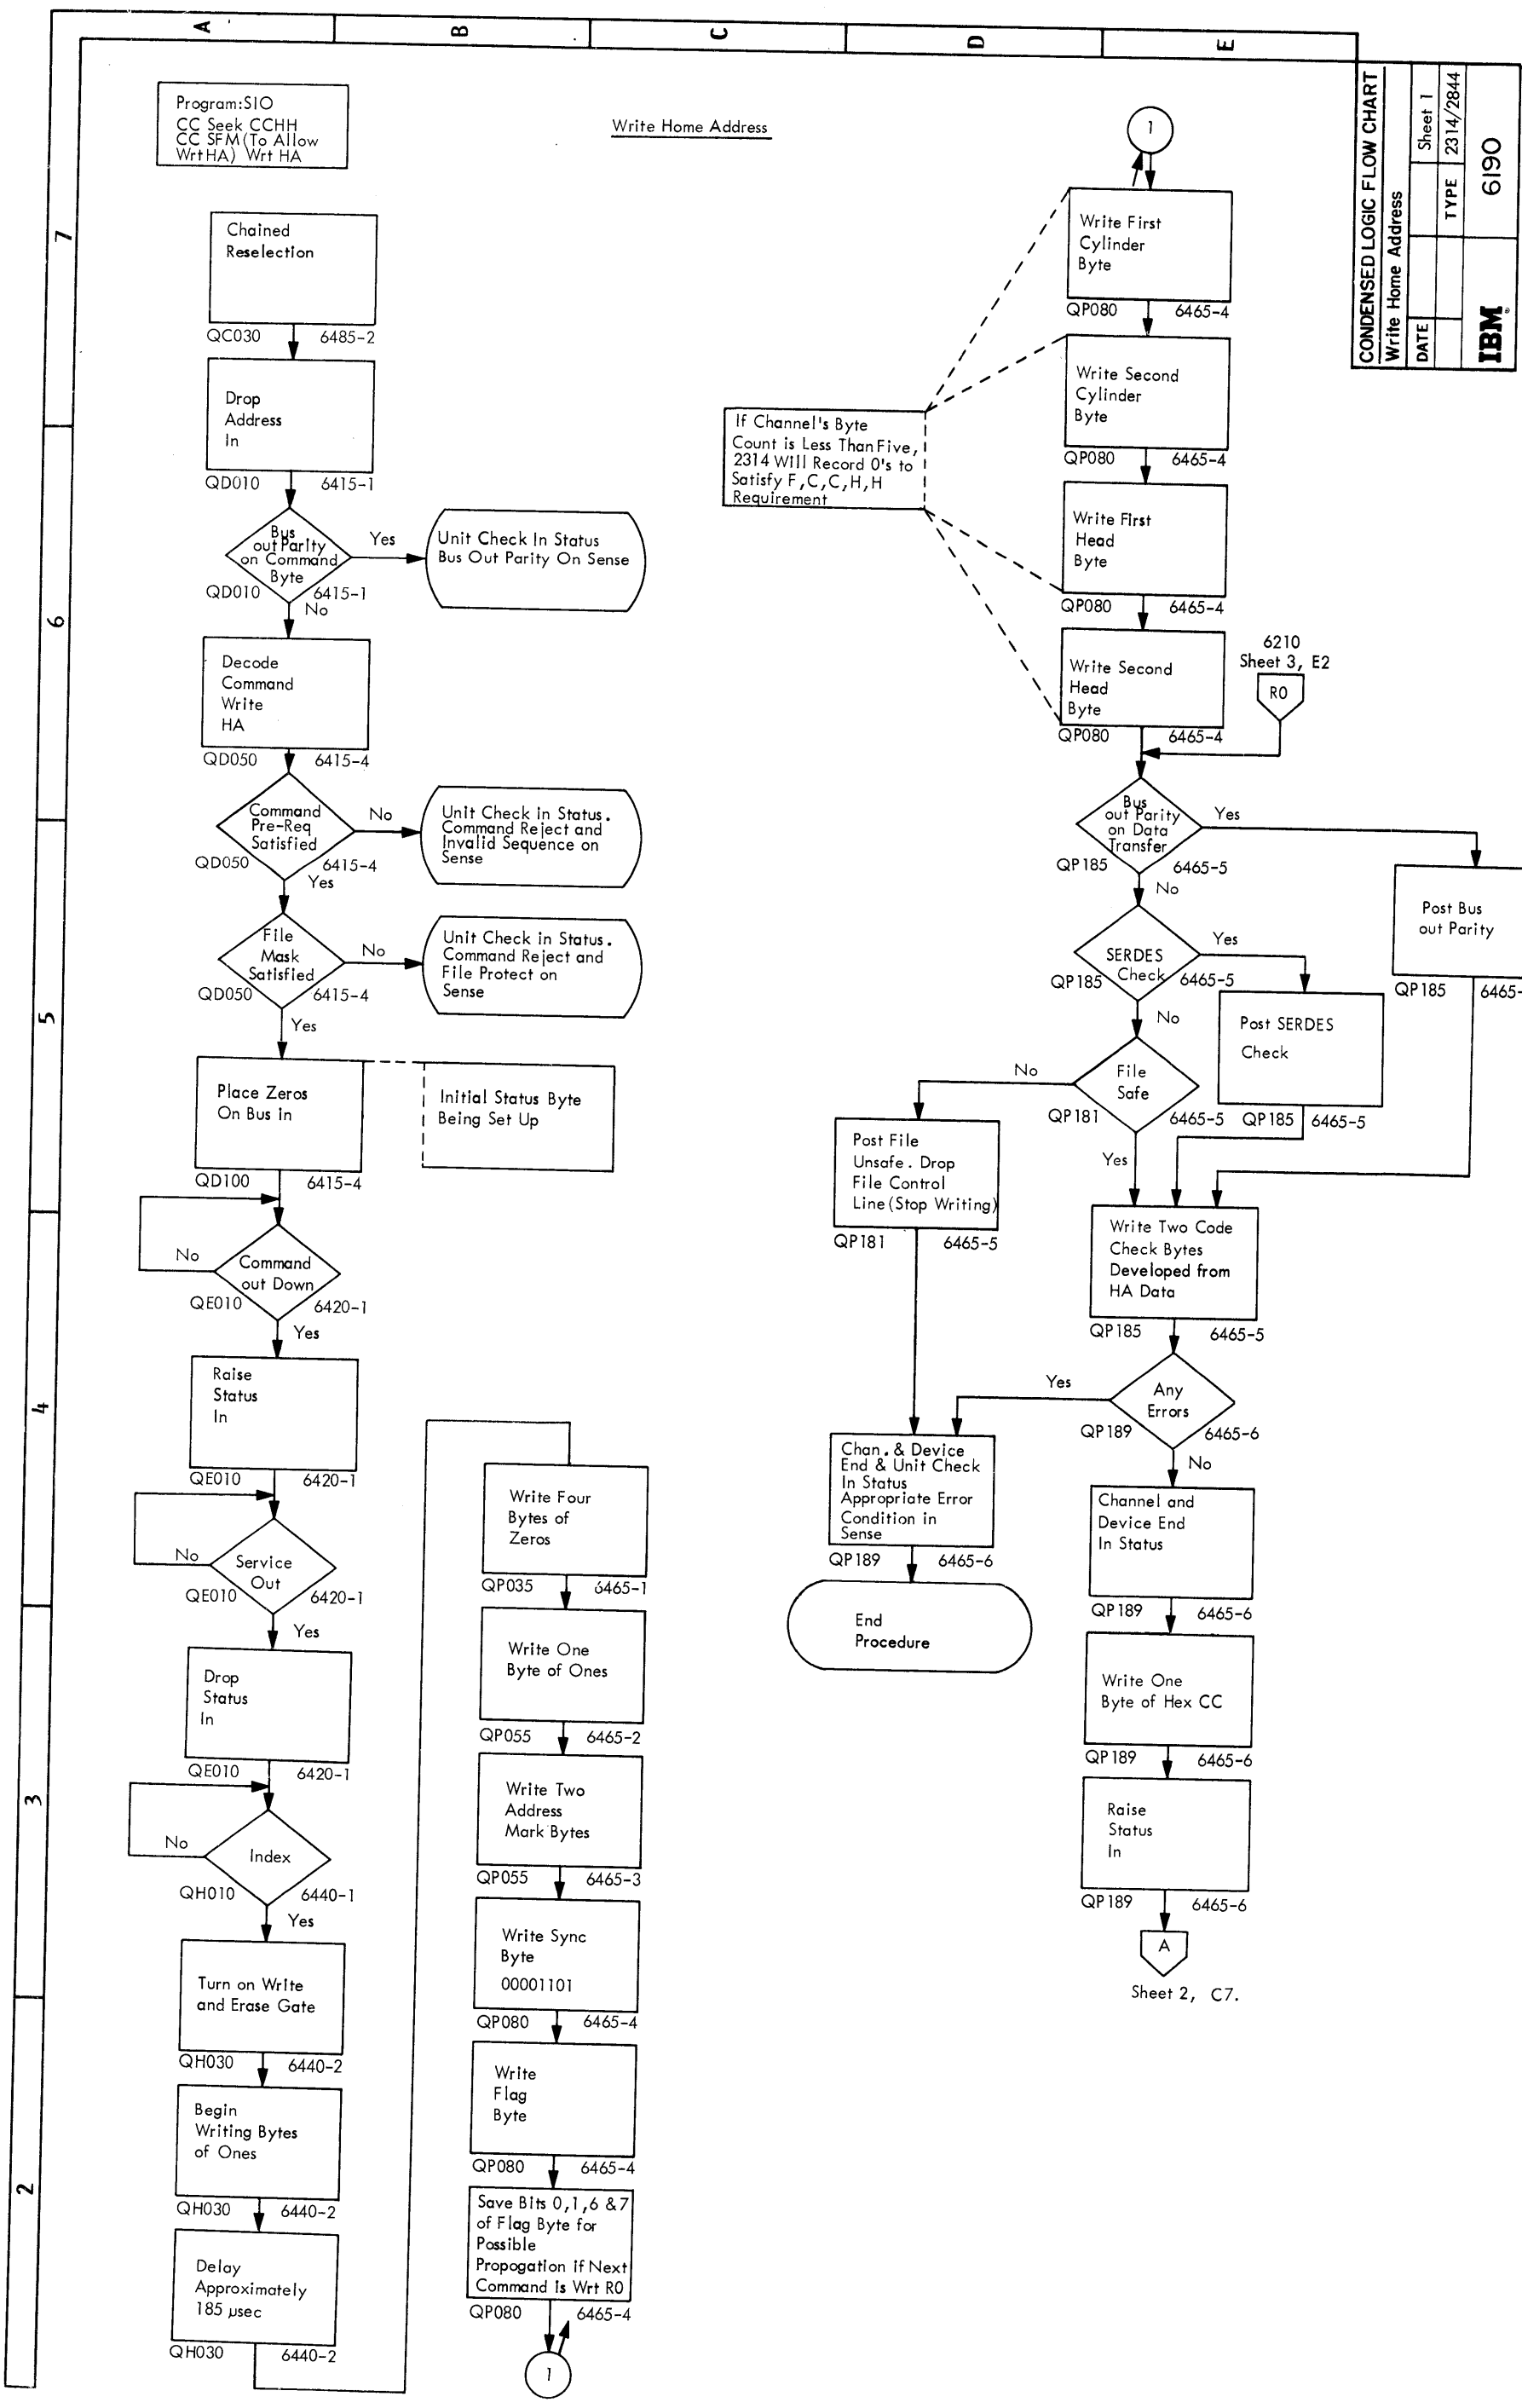 A
B
C
D
E
7
6
5
4
3
2
CONDENSED LOGIC FLOW CHART
Write Home Address
DATE
Sheet 1
TYPE
2314/2844
IBM
6190
Write Home Address
Program:SIO
CC Seek CCHH
CC SFM (To Allow
WrtHA) Wrt HA
Chained
Reselection
QC030 6485-2
Drop
Address
In
QD010 6415-1
Bus
out Parity
on Command
Byte
QD010 6415-1
Yes
Unit Check In Status
Bus Out Parity On Sense
No
Decode
Command
Write
HA
QD050 6415-4
Command
Pre-Req
Satisfied
QD050 6415-4
No
Unit Check in Status.
Command Reject and
Invalid Sequence on
Sense
Yes
File
Mask
Satisfied
QD050 6415-4
No
Unit Check in Status.
Command Reject and
File Protect on
Sense
Yes
Place Zeros
On Bus in
Initial Status Byte
Being Set Up
QD100 6415-4
No
Command
out Down
QE010 6420-1
Yes
Raise
Status
In
QE010 6420-1
No
Service
Out
QE010 6420-1
Yes
Drop
Status
In
QE010 6420-1
No
Index
QH010 6440-1
Yes
Turn on Write
and Erase Gate
QH030 6440-2
Begin
Writing Bytes
of Ones
QH030 6440-2
Delay
Approximately
185 µsec
QH030 6440-2
Write Four
Bytes of
Zeros
QP035 6465-1
Write One
Byte of Ones
QP055 6465-2
Write Two
Address
Mark Bytes
QP055 6465-3
Write Sync
Byte
00001101
QP080 6465-4
Write
Flag
Byte
QP080 6465-4
Save Bits 0,1,6 &7
of Flag Byte for
Possible
Propogation if Next
Command is Wrt R0
QP080 6465-4
1
1
Write First
Cylinder
Byte
QP080 6465-4
Write Second
Cylinder
Byte
QP080 6465-4
If Channel's Byte
Count is Less Than Five,
2314 Will Record 0's to
Satisfy F,C,C,H,H
Requirement
Write First
Head
Byte
QP080 6465-4
Write Second
Head
Byte
QP080 6465-4
6210
Sheet 3, E2
R0
Bus
out Parity
on Data
Transfer
QP185 6465-5
Yes
Post Bus
out Parity
QP185 6465-
No
SERDES
Check
QP185 6465-5
Yes
Post SERDES
Check
QP185 6465-5
No
File
Safe
QP181 6465-5
No
Post File
Unsafe. Drop
File Control
Line (Stop Writing)
QP181 6465-5
Yes
Write Two Code
Check Bytes
Developed from
HA Data
QP185 6465-5
Any
Errors
QP189 6465-6
Yes
Chan. & Device
End & Unit Check
In Status
Appropriate Error
Condition in
Sense
QP189 6465-6
End
Procedure
No
Channel and
Device End
In Status
QP189 6465-6
Write One
Byte of Hex CC
QP189 6465-6
Raise
Status
In
QP189 6465-6
A
Sheet 2, C7.